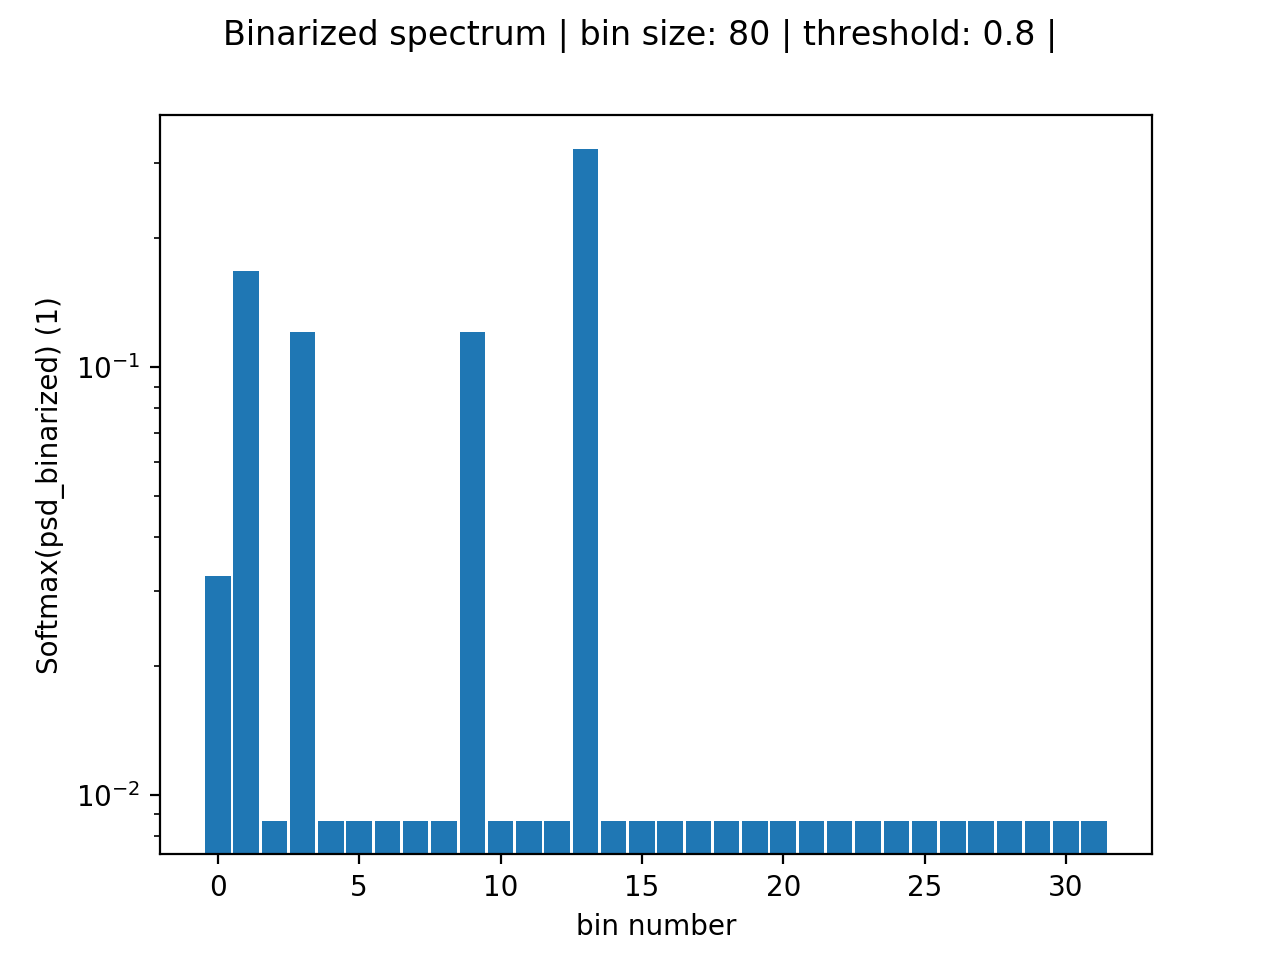 Binarized spectrum | bin size: 80 | threshold: 0.8 |
Softmax(psd_binarized) (1)
10⁻¹
10⁻²
0 5 10 15 20 25 30
bin number